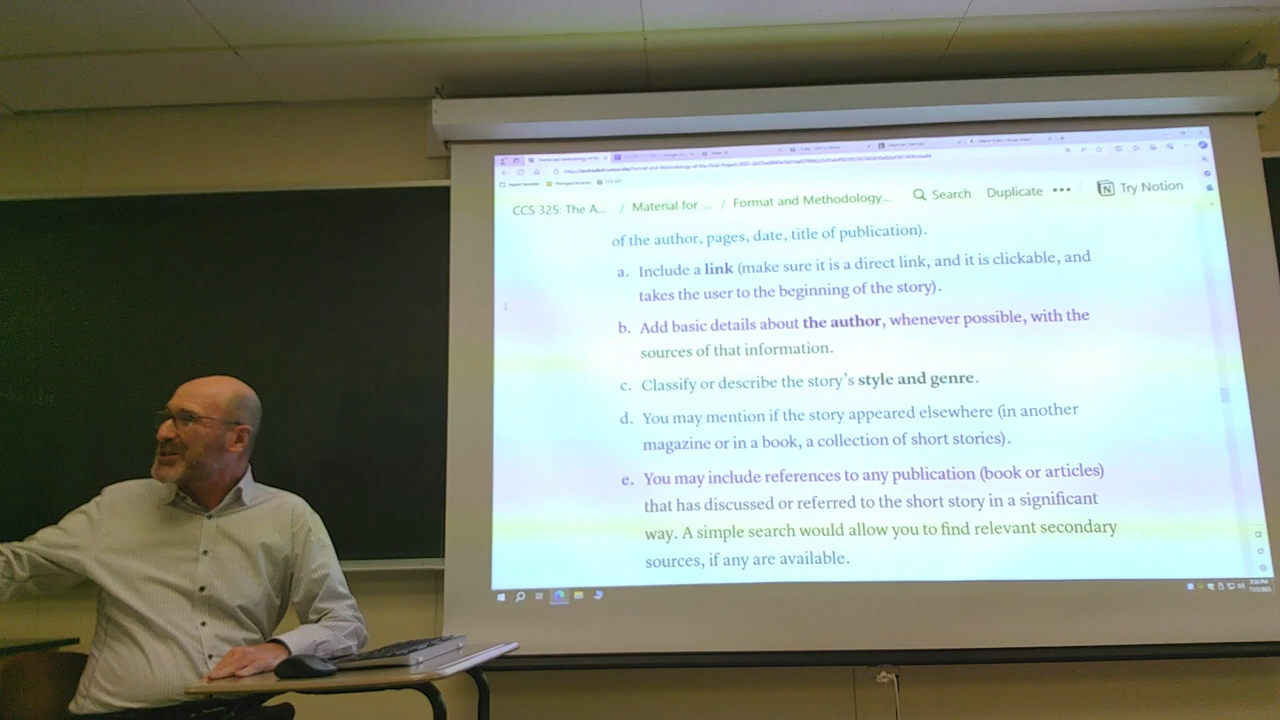 CCS 325: The A... / Material for ... / Format and Methodology... Search Duplicate ••• Try Notion
of the author, pages, date, title of publication).
a. Include a link (make sure it is a direct link, and it is clickable, and
takes the user to the beginning of the story).
b. Add basic details about the author, whenever possible, with the
sources of that information.
c. Classify or describe the story's style and genre.
d. You may mention if the story appeared elsewhere (in another
magazine or in a book, a collection of short stories).
e. You may include references to any publication (book or articles)
that has discussed or referred to the short story in a significant
way. A simple search would allow you to find relevant secondary
sources, if any are available.